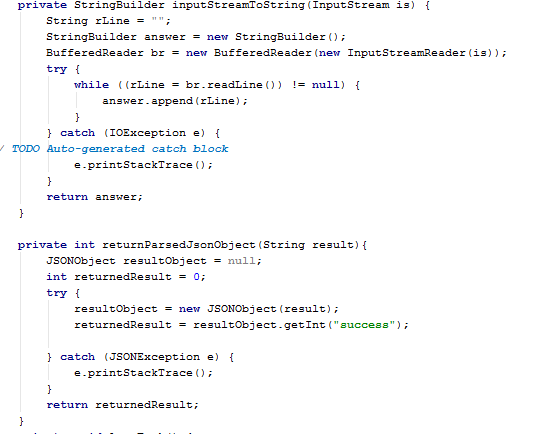 private StringBuilder inputStreamToString(InputStream is) {
String rLine = "";
StringBuilder answer = new StringBuilder();
BufferedReader br = new BufferedReader(new InputStreamReader(is));
try {
while ((rLine = br.readLine()) != null) {
answer.append(rLine);
}
} catch (IOException e) {
/ TODO Auto-generated catch block
e.printStackTrace();
}
return answer;
}
private int returnParsedJsonObject(String result){
JSONObject resultObject = null;
int returnedResult = 0;
try {
resultObject = new JSONObject(result);
returnedResult = resultObject.getInt("success");
} catch (JSONException e) {
e.printStackTrace();
}
return returnedResult;
}